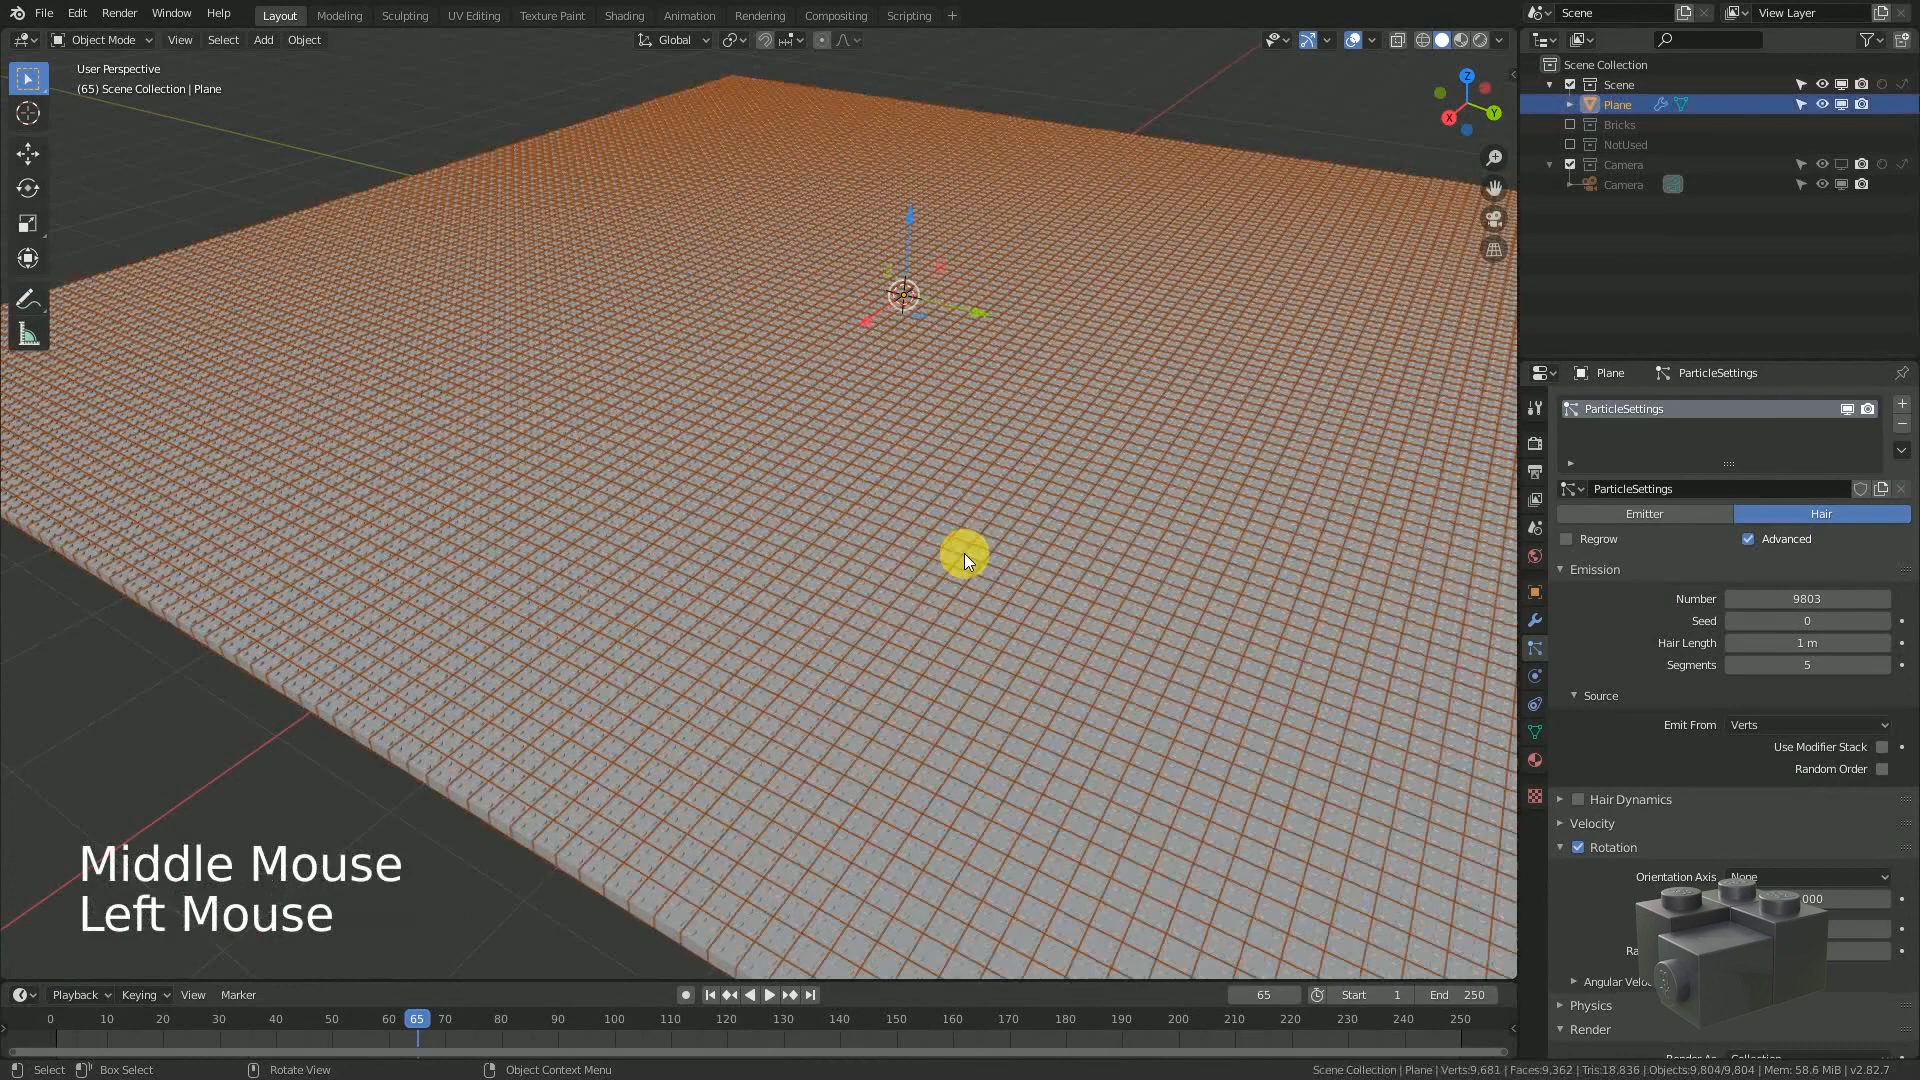 File Edit Render Window Help Layout Modeling Sculpting UV Editing Texture Paint Shading Animation Rendering Compositing Scripting + Scene View Layer
Object Mode View Select Add Object Global
User Perspective
(65) Scene Collection | Plane
Z
Y
X
Scene Collection
Scene
Plane
Bricks
NotUsed
Camera
Camera
Plane ParticleSettings
ParticleSettings
ParticleSettings
Emitter Hair
Regrow Advanced
Emission
Number 9803
Seed 0
Hair Length 1 m
Segments 5
Source
Emit From Verts
Use Modifier Stack
Random Order
Hair Dynamics
Velocity
Rotation
Orientation Axis None
000
Ra
Angular Velo
Physics
Render
Middle Mouse
Left Mouse
Playback Keying View Marker 65 Start 1 End 250
0 10 20 30 40 50 60 65 70 80 90 100 110 120 130 140 150 160 170 180 190 200 210 220 230 240 250
Select Box Select Rotate View Object Context Menu Scene Collection | Plane | Verts:9,681 | Faces:9,362 | Tris:18,836 | Objects:9,804/9,804 | Mem: 58.6 MiB | v2.82.7